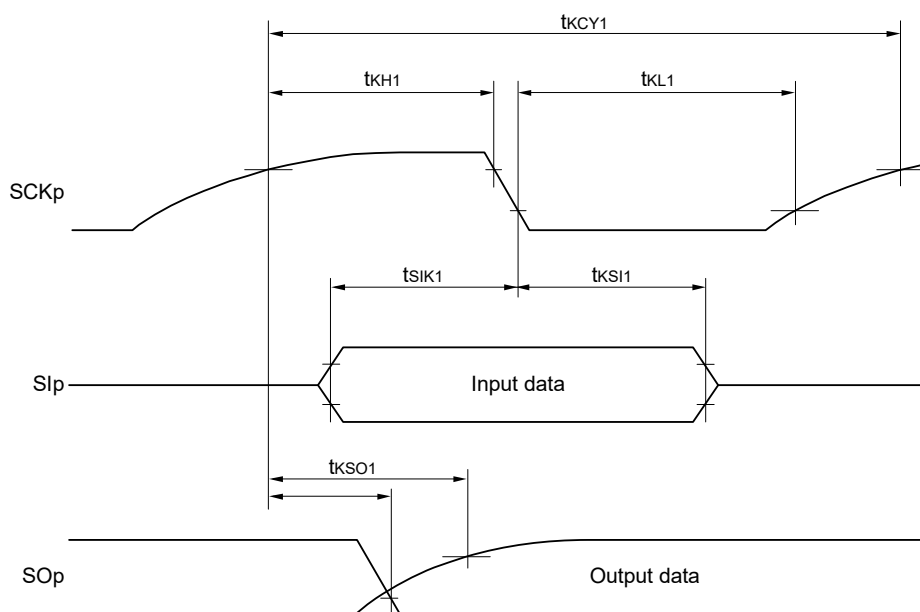 tKCY1
tKH1
tKL1
SCKp
tSIK1
tKSI1
SIp
Input data
tKSO1
SOp
Output data